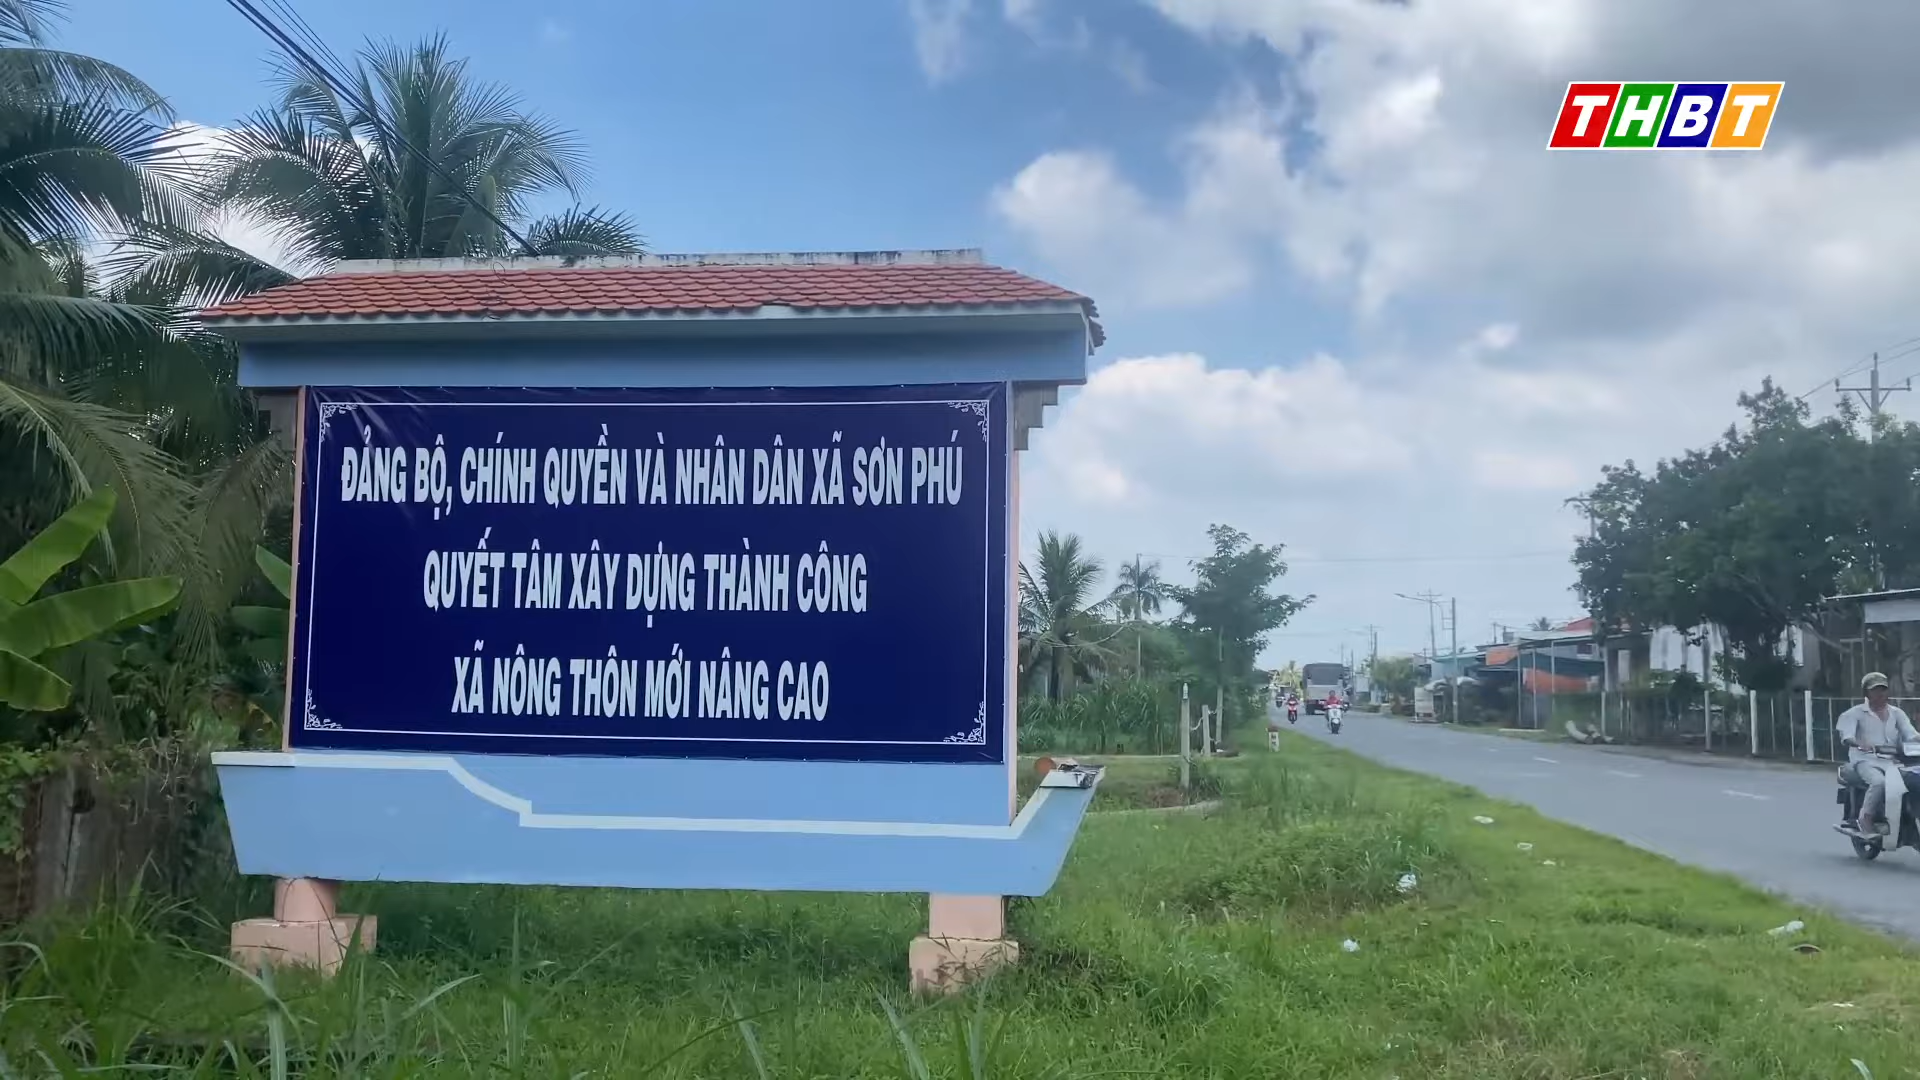 THBT
ĐẢNG BỘ, CHÍNH QUYỀN VÀ NHÂN DÂN XÃ SƠN PHÚ
QUYẾT TÂM XÂY DỰNG THÀNH CÔNG
XÃ NÔNG THÔN MỚI NÂNG CAO